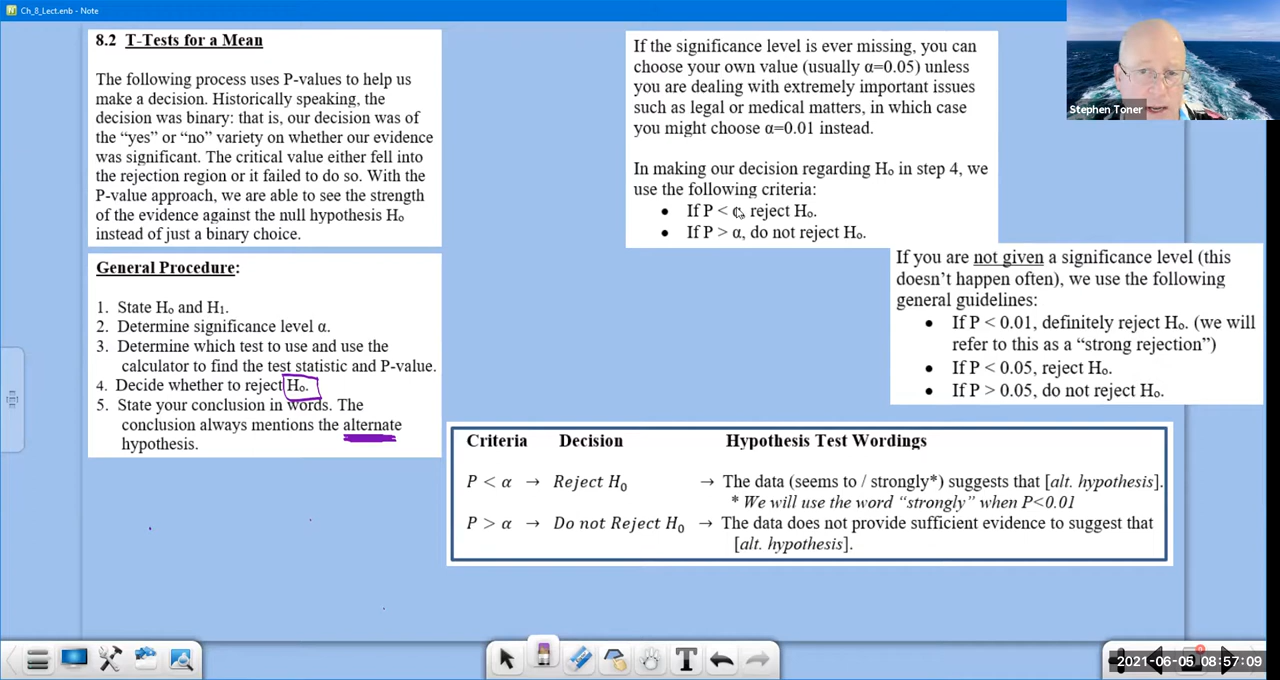 Ch_8_Lect.enb - Note
8.2 T-Tests for a Mean
The following process uses P-values to help us
make a decision. Historically speaking, the
decision was binary: that is, our decision was of
the “yes” or “no” variety on whether our evidence
was significant. The critical value either fell into
the rejection region or it failed to do so. With the
P-value approach, we are able to see the strength
of the evidence against the null hypothesis H₀
instead of just a binary choice.
General Procedure:
1. State H₀ and H₁.
2. Determine significance level α.
3. Determine which test to use and use the
calculator to find the test statistic and P-value.
4. Decide whether to reject H₀.
5. State your conclusion in words. The
conclusion always mentions the alternate
hypothesis.
If the significance level is ever missing, you can
choose your own value (usually α=0.05) unless
you are dealing with extremely important issues
such as legal or medical matters, in which case
you might choose α=0.01 instead.
In making our decision regarding H₀ in step 4, we
use the following criteria:
• If P < α, reject H₀.
• If P > α, do not reject H₀.
If you are not given a significance level (this
doesn’t happen often), we use the following
general guidelines:
• If P < 0.01, definitely reject H₀. (we will
refer to this as a “strong rejection”)
• If P < 0.05, reject H₀.
• If P > 0.05, do not reject H₀.
Criteria Decision Hypothesis Test Wordings
P < α → Reject H₀ → The data (seems to / strongly*) suggests that [alt. hypothesis].
* We will use the word “strongly” when P<0.01
P > α → Do not Reject H₀ → The data does not provide sufficient evidence to suggest that
[alt. hypothesis].
Stephen Toner
2021-06-05 08:57:09